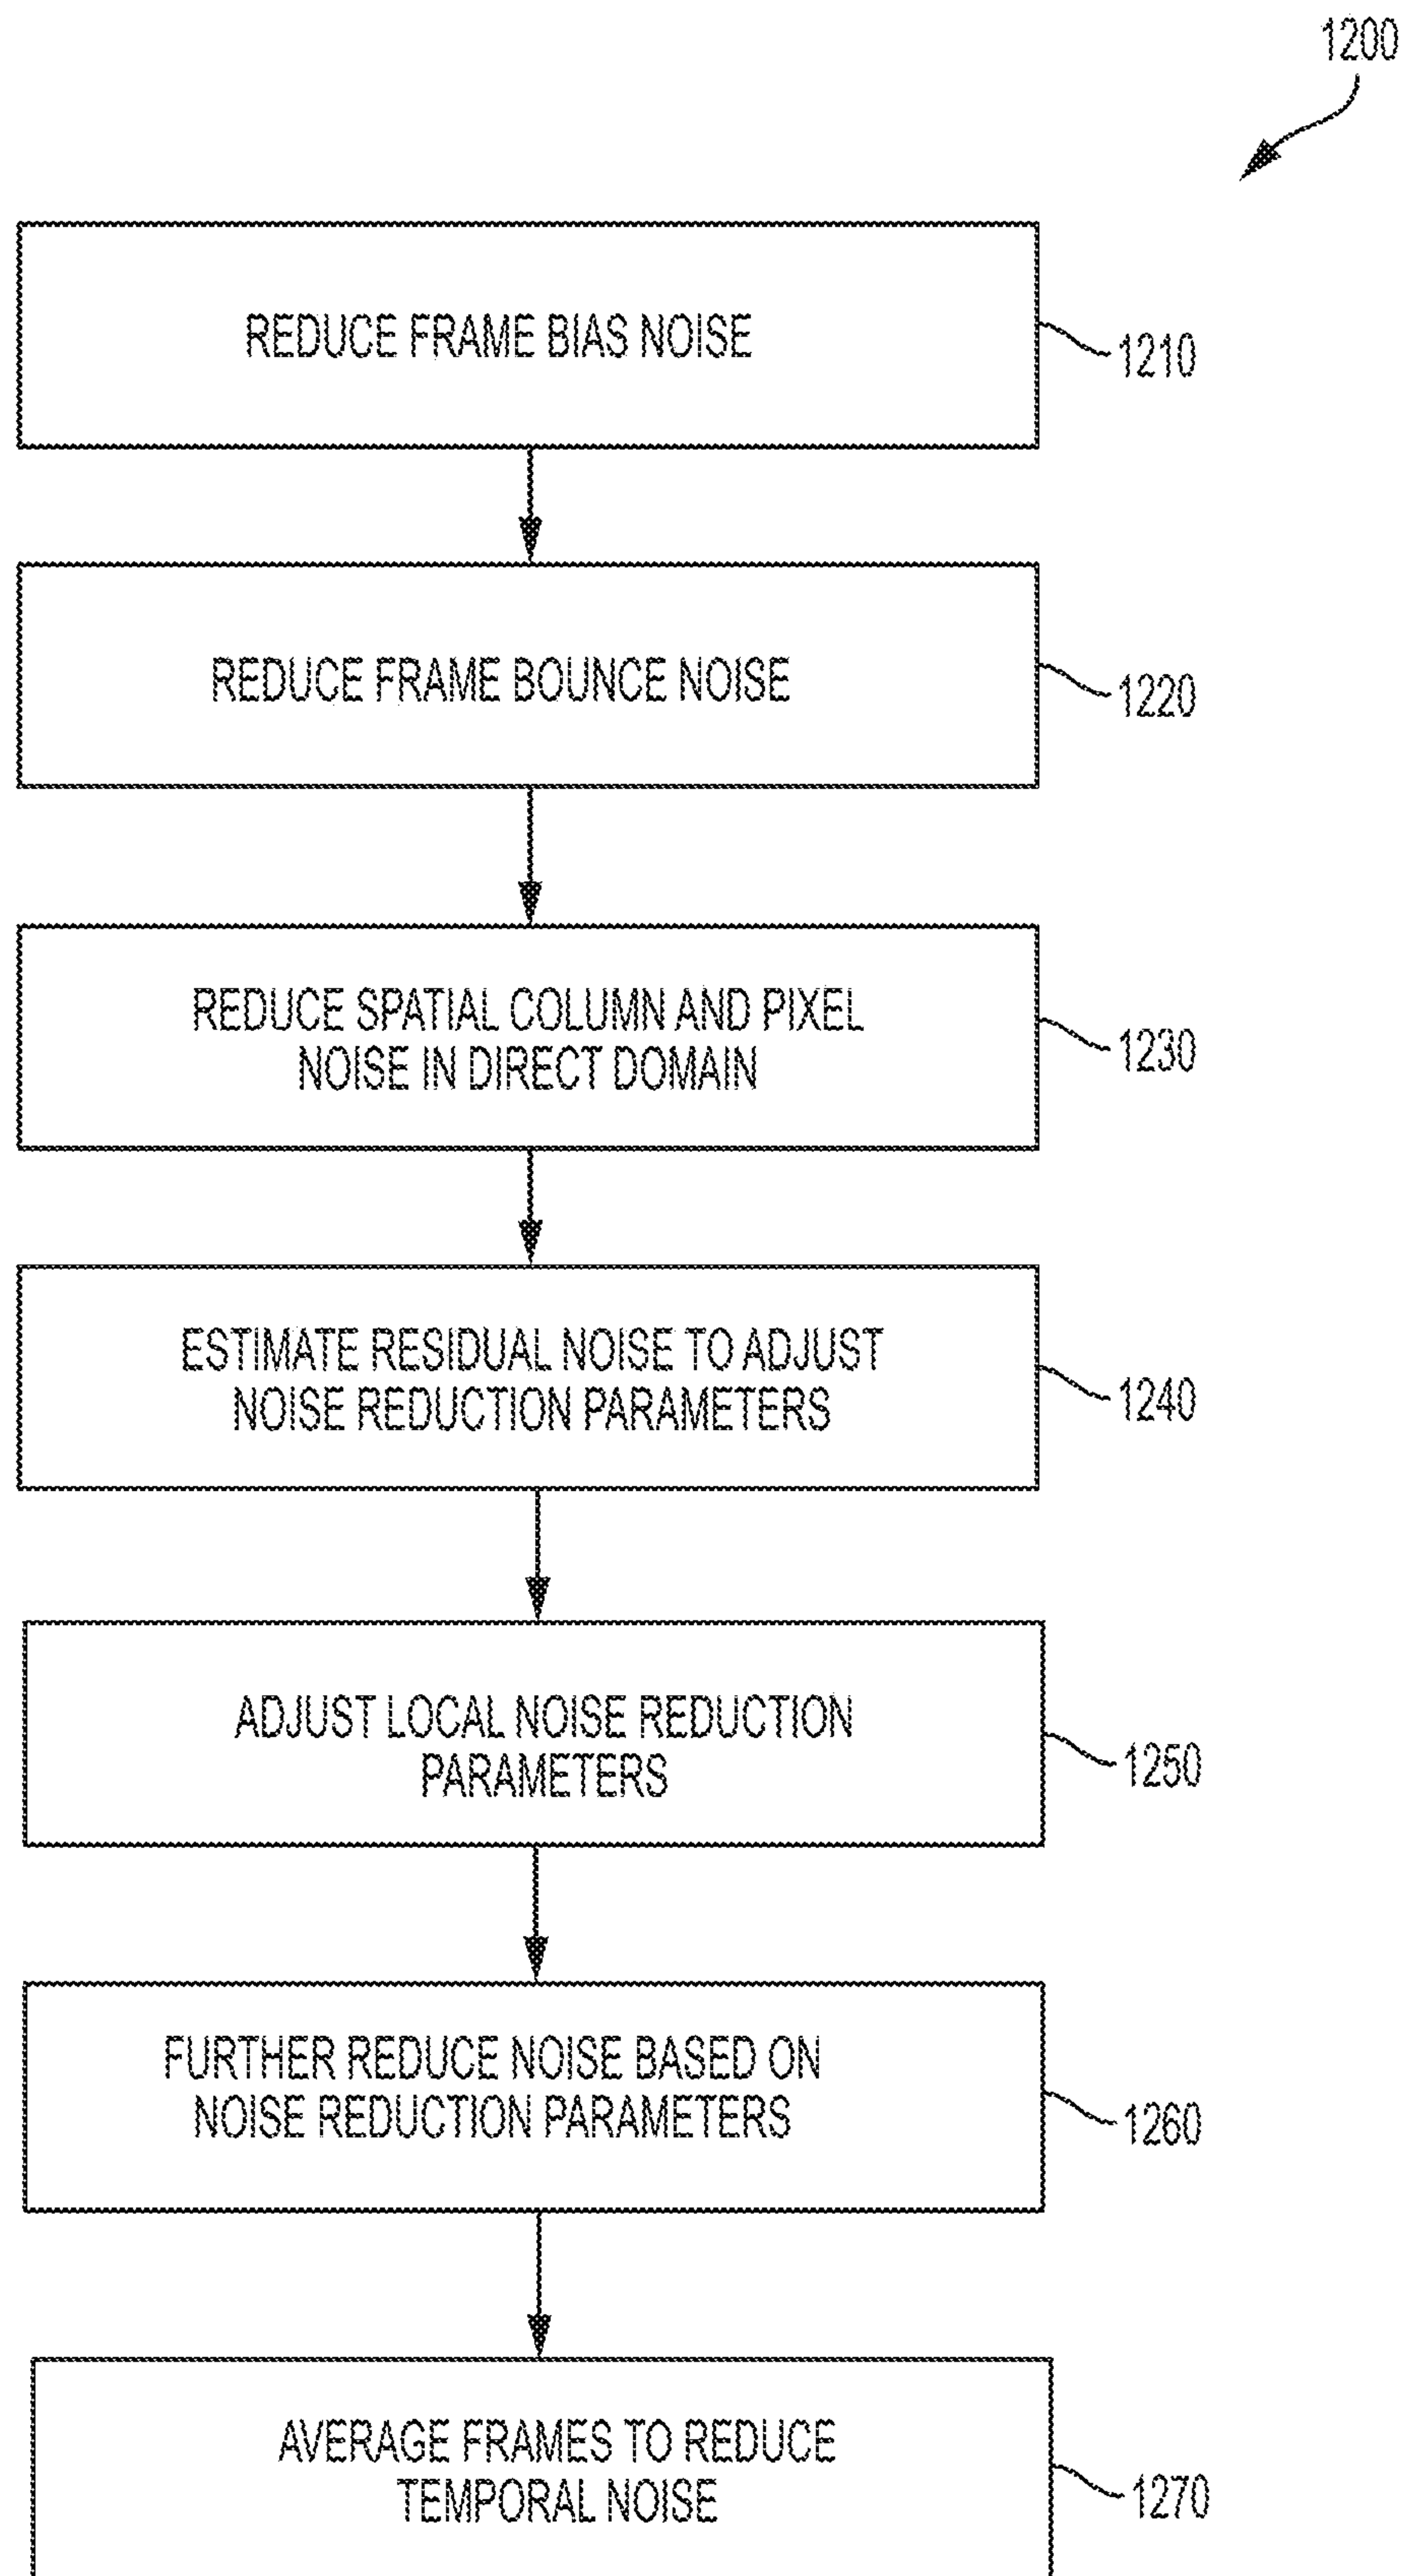 1200
REDUCE FRAME BIAS NOISE
1210
REDUCE FRAME BOUNCE NOISE
1220
REDUCE SPATIAL COLUMN AND PIXEL
NOISE IN DIRECT DOMAIN
1230
ESTIMATE RESIDUAL NOISE TO ADJUST
NOISE REDUCTION PARAMETERS
1240
ADJUST LOCAL NOISE REDUCTION
PARAMETERS
1250
FURTHER REDUCE NOISE BASED ON
NOISE REDUCTION PARAMETERS
1260
AVERAGE FRAMES TO REDUCE
TEMPORAL NOISE
1270